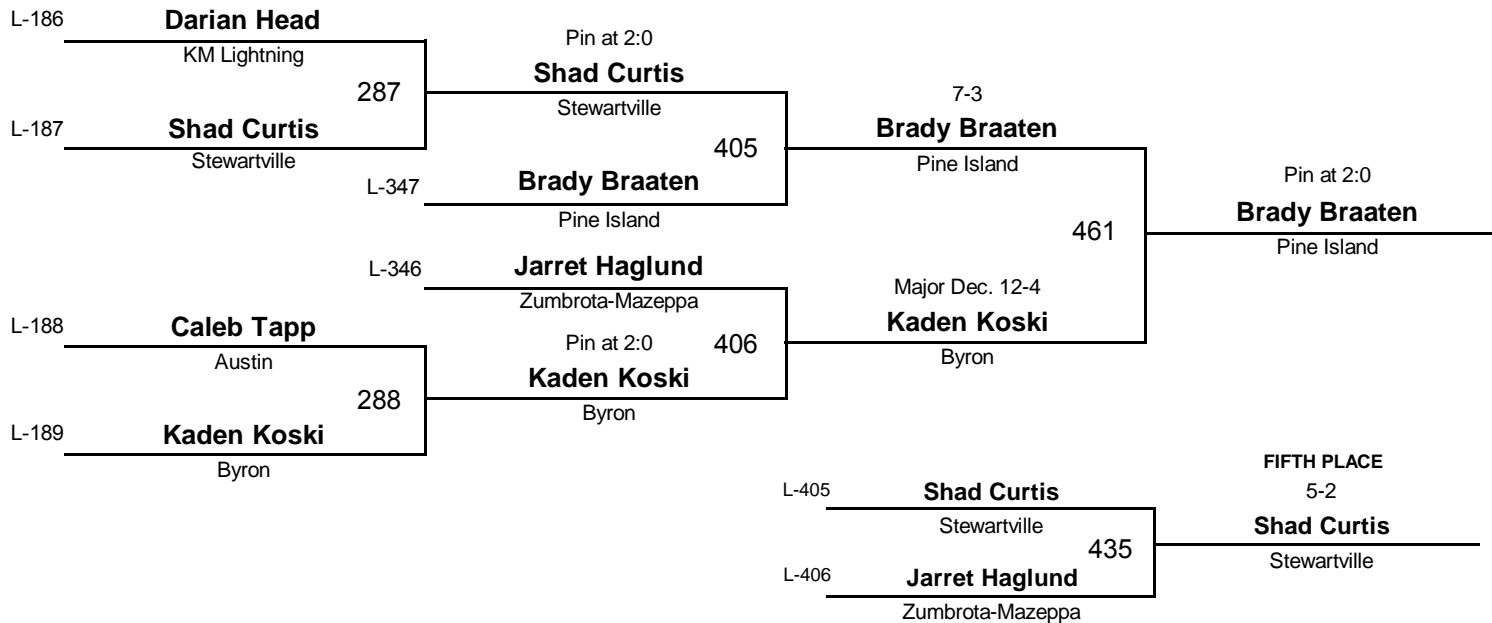 L-186
Darian Head
KM Lightning
287
L-187
Shad Curtis
Stewartville
Pin at 2:0
Shad Curtis
Stewartville
405
L-347
Brady Braaten
Pine Island
7-3
Brady Braaten
Pine Island
461
Pin at 2:0
Brady Braaten
Pine Island
L-346
Jarret Haglund
Zumbrota-Mazeppa
406
Major Dec. 12-4
Kaden Koski
Byron
L-188
Caleb Tapp
Austin
288
L-189
Kaden Koski
Byron
Pin at 2:0
Kaden Koski
Byron
L-405
Shad Curtis
Stewartville
435
L-406
Jarret Haglund
Zumbrota-Mazeppa
FIFTH PLACE
5-2
Shad Curtis
Stewartville